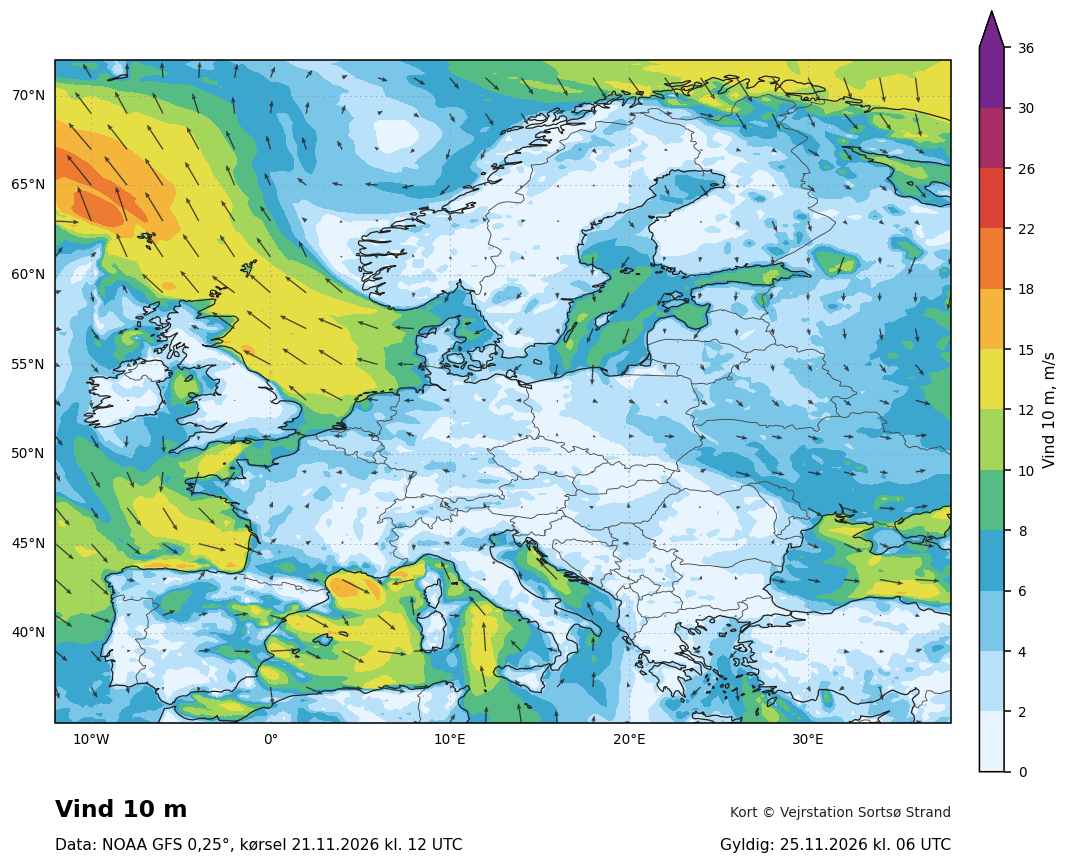 70°N
65°N
60°N
55°N
50°N
45°N
40°N
10°W
0°
10°E
20°E
30°E
36
30
26
22
18
15
12
10
8
6
4
2
0
Vind 10 m, m/s
Vind 10 m
Kort © Vejrstation Sortsø Strand
Data: NOAA GFS 0,25°, kørsel 21.11.2026 kl. 12 UTC
Gyldig: 25.11.2026 kl. 06 UTC